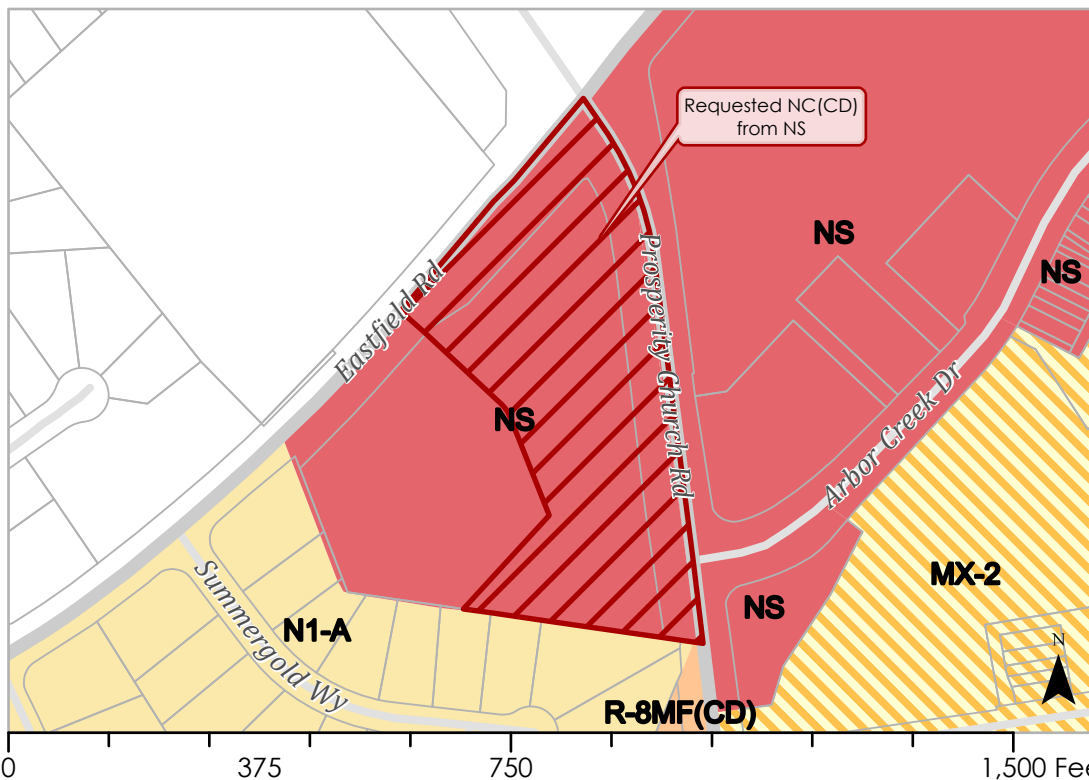 Requested NC(CD)
from NS
NS
NS
Eastfield Rd
Prosperity Church Rd
NS
Arbor Creek Dr
MX-2
Summergold Wy
N1-A
NS
N
R-8MF(CD)
0 375 750 1,500 Fee